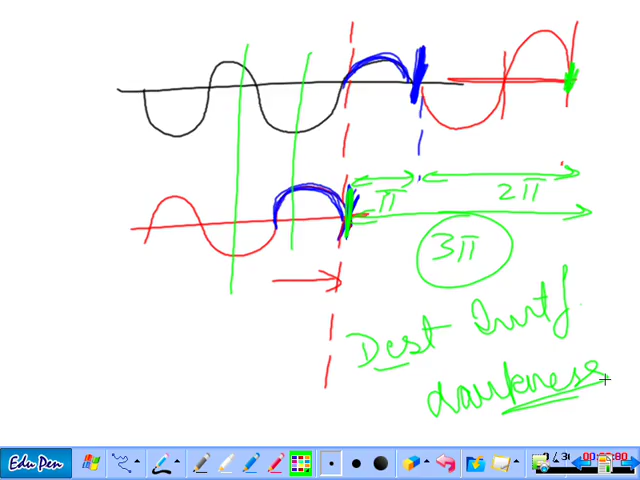 π
2π
3π
Dest Intf.
darkness
Edu Pen